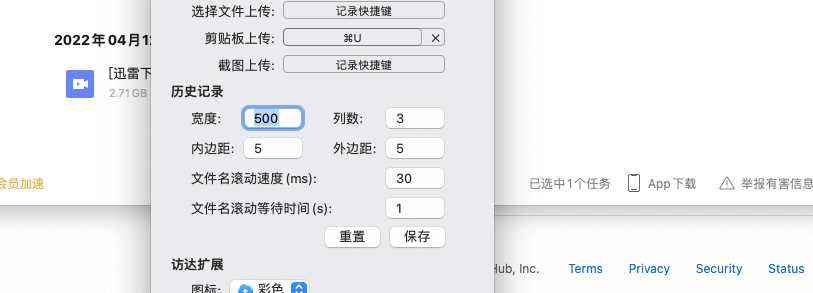 选择文件上传: 记录快捷键
剪贴板上传: ⌘U ×
截图上传: 记录快捷键
2022年04月12
[迅雷下
2.71 GB
历史记录
宽度: 500 列数: 3
内边距: 5 外边距: 5
文件名滚动速度(ms): 30
文件名滚动等待时间(s): 1
重置 保存
访达扩展
图标: 彩色
会员加速
已选中1个任务 App下载 举报有害信息
Hub, Inc. Terms Privacy Security Status